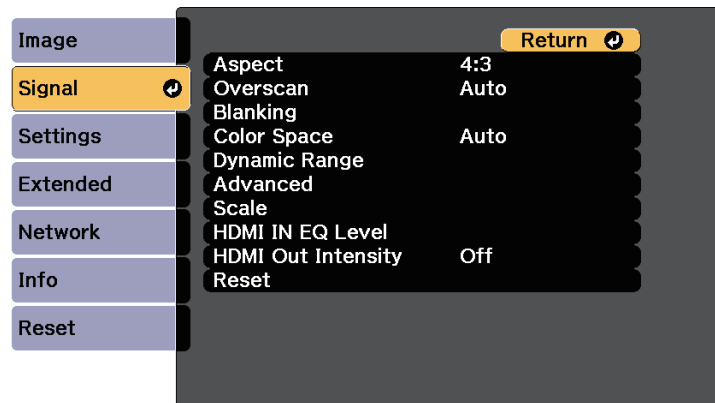 Image
Signal
Settings
Extended
Network
Info
Reset
Return
Aspect 4:3
Overscan Auto
Blanking
Color Space Auto
Dynamic Range
Advanced
Scale
HDMI IN EQ Level
HDMI Out Intensity Off
Reset